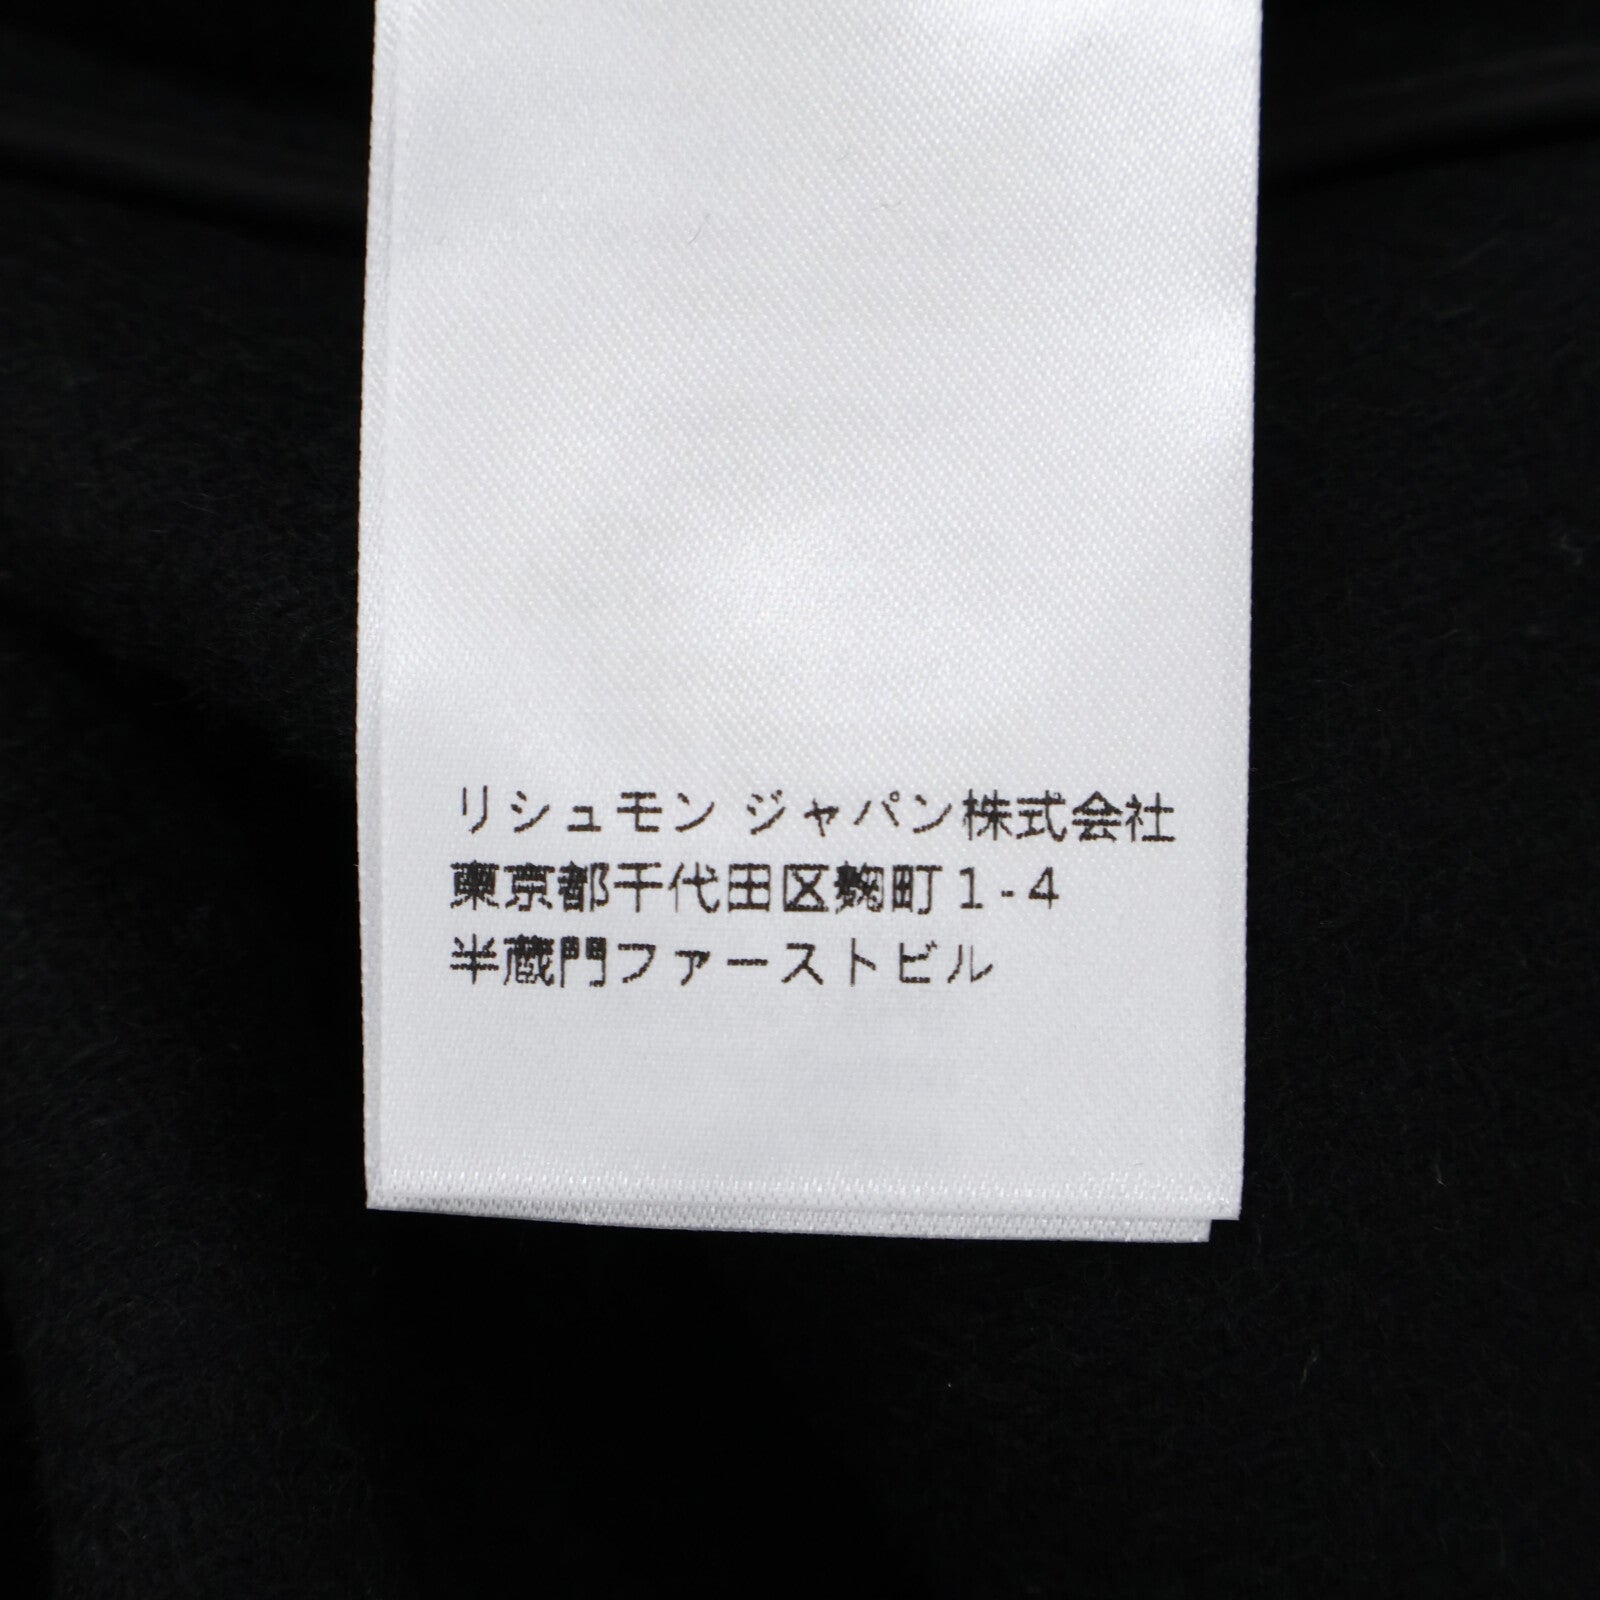 リシュモン ジャパン株式会社
東京都千代田区麹町1-4
半蔵門ファーストビル